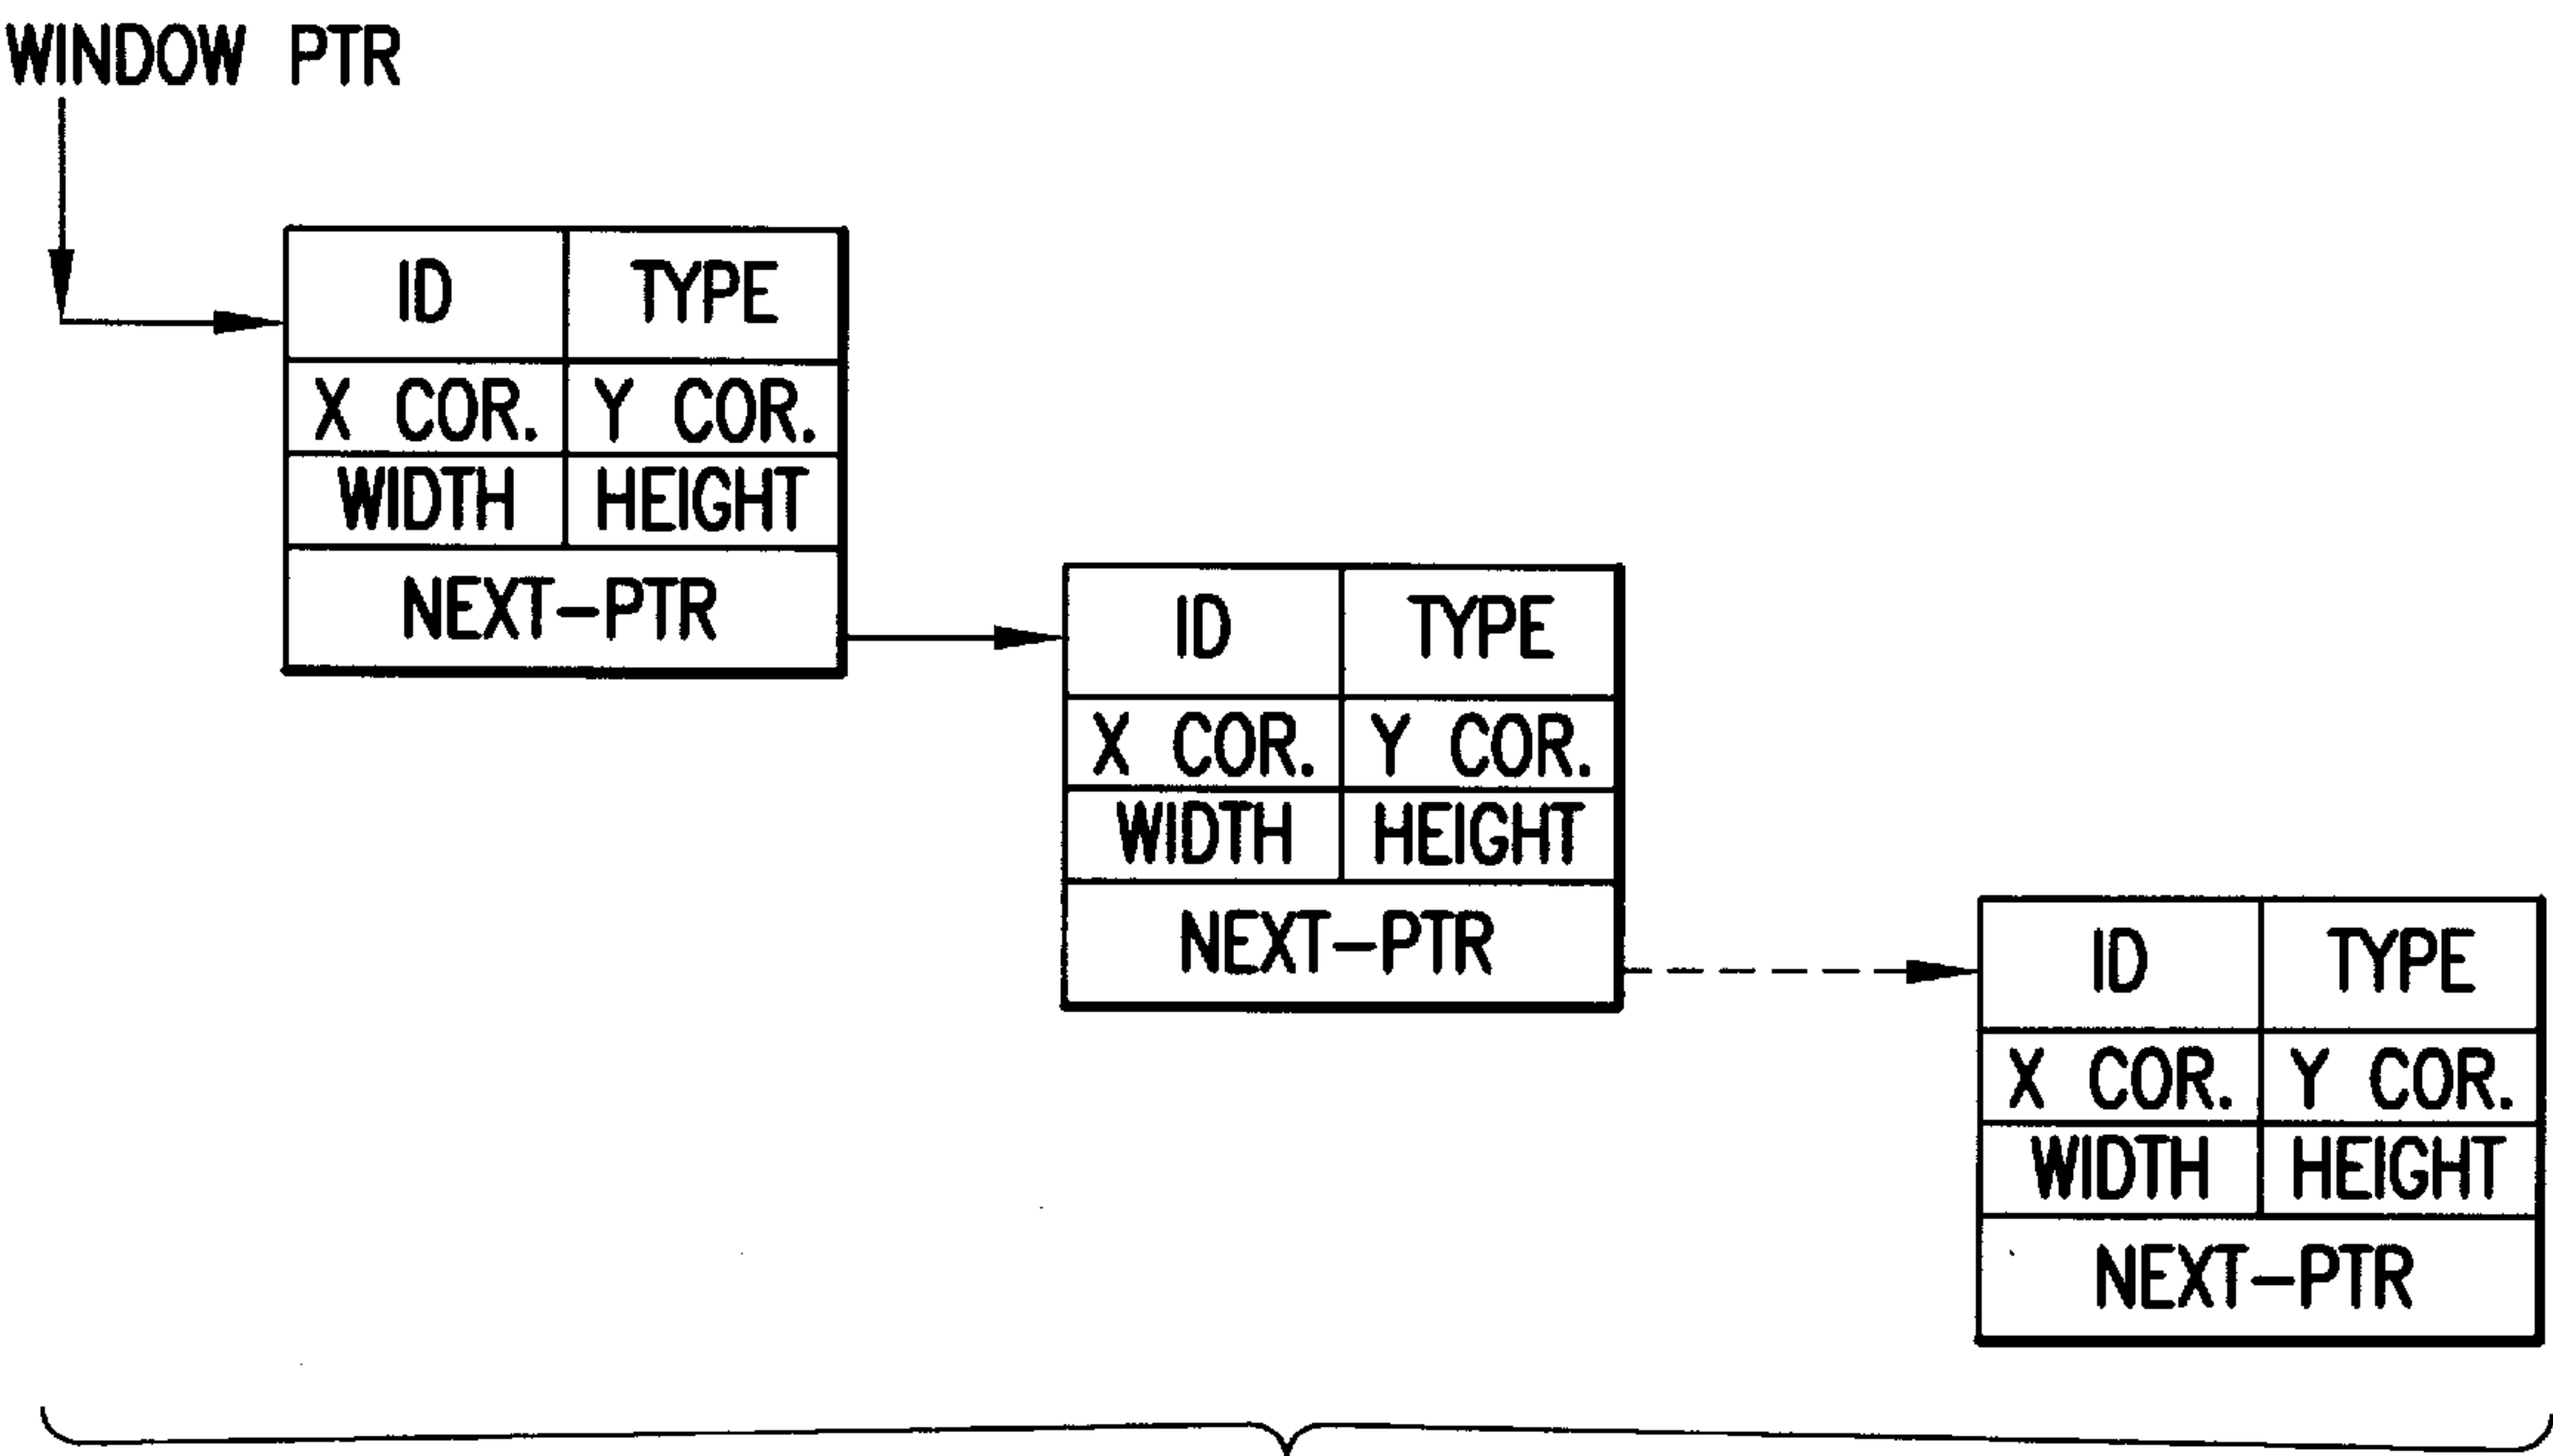 WINDOW PTR
ID TYPE
X COR. Y COR.
WIDTH HEIGHT
NEXT-PTR
ID TYPE
X COR. Y COR.
WIDTH HEIGHT
NEXT-PTR
ID TYPE
X COR. Y COR.
WIDTH HEIGHT
NEXT-PTR